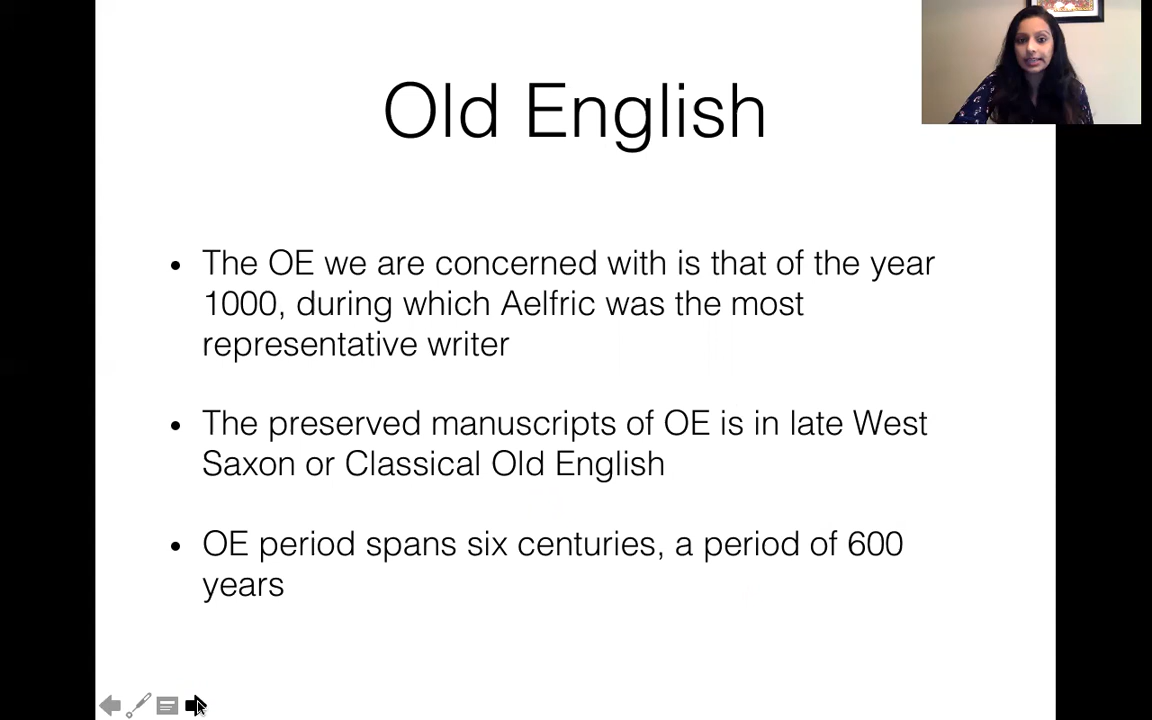 Old English
• The OE we are concerned with is that of the year
1000, during which Aelfric was the most
representative writer
• The preserved manuscripts of OE is in late West
Saxon or Classical Old English
• OE period spans six centuries, a period of 600
years